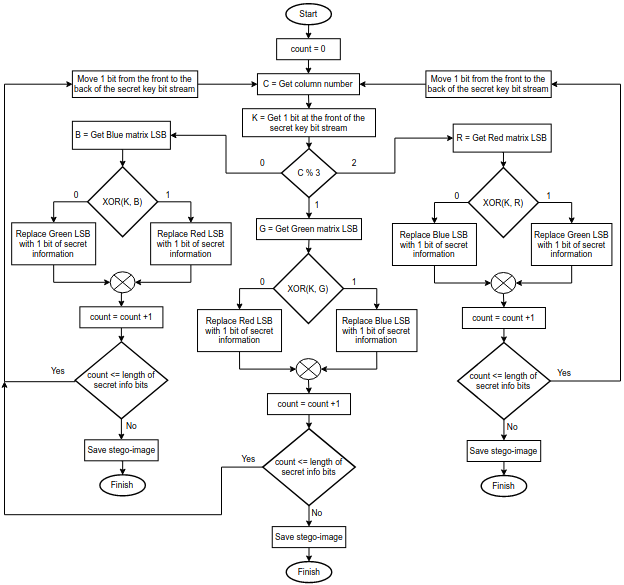 Start
count = 0
Move 1 bit from the front to the
back of the secret key bit stream
C = Get column number
Move 1 bit from the front to the
back of the secret key bit stream
K = Get 1 bit at the front of the
secret key bit stream
B = Get Blue matrix LSB
R = Get Red matrix LSB
0
C % 3
2
1
0
XOR(K, B)
1
G = Get Green matrix LSB
0
XOR(K, R)
1
Replace Green LSB
with 1 bit of secret
information
Replace Red LSB
with 1 bit of secret
information
Replace Blue LSB
with 1 bit of secret
information
Replace Green LSB
with 1 bit of secret
information
0
XOR(K, G)
1
count = count +1
Replace Red LSB
with 1 bit of secret
information
Replace Blue LSB
with 1 bit of secret
information
count = count +1
Yes
count <= length of
secret info bits
count <= length of
secret info bits
Yes
No
count = count +1
No
Save stego-image
Save stego-image
Finish
Yes
count <= length of
secret info bits
Finish
No
Save stego-image
Finish